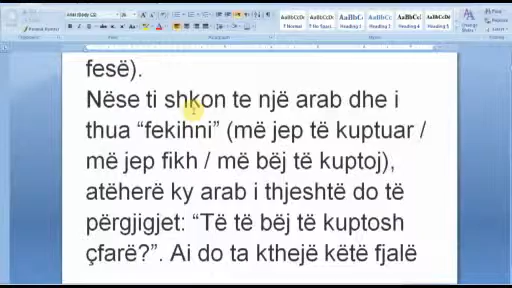 fesë).
Nëse ti shkon te një arab dhe i
thua “fekihni” (më jep të kuptuar /
më jep fikh / më bëj të kuptoj),
atëherë ky arab i thjeshtë do të
përgjigjet: “Të të bëj të kuptosh
çfarë?”. Ai do ta kthejë këtë fjalë